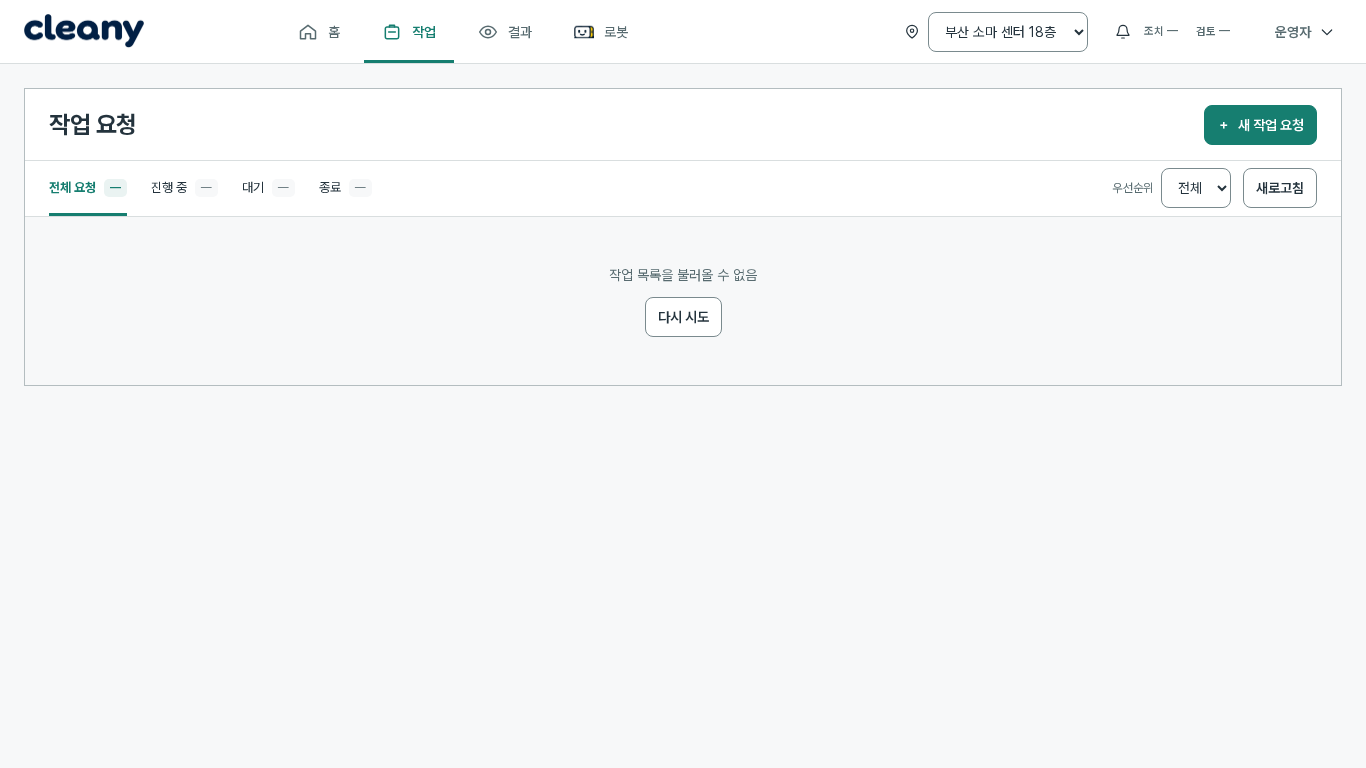 cleany
홈
작업
결과
로봇
부산 소마 센터 18층
조치 —
검토 —
운영자
작업 요청
+ 새 작업 요청
전체 요청 —
진행 중 —
대기 —
종료 —
우선순위
전체
새로고침
작업 목록을 불러올 수 없음
다시 시도